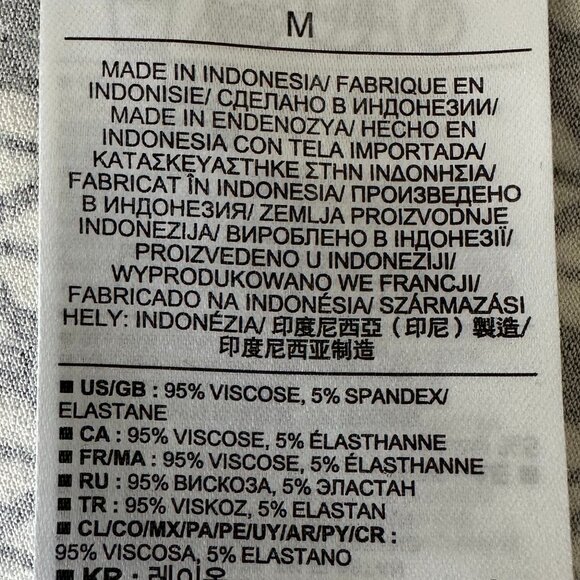 M
MADE IN INDONESIA/ FABRIQUE EN
INDONISIE/ СДЕЛАНО В ИНДОНЕЗИИ/
MADE IN ENDENOZYA/ HECHO EN
INDONESIA CON TELA IMPORTADA/
ΚΑΤΑΣΚΕΥΑΣΤΗΚΕ ΣΤΗΝ ΙΝΔΟΝΗΣΙΑ/
FABRICAT ÎN INDONESIA/ ПРОИЗВЕДЕНО
В ИНДОНЕЗИЯ/ ZEMLJA PROIZVODNJE
INDONEZIJA/ ВИРОБЛЕНО В ІНДОНЕЗІЇ/
PROIZVEDENO U INDONEZIJI/
WYPRODUKOWANO WE FRANCJI/
FABRICADO NA INDONÉSIA/ SZÁRMAZÁSI
HELY: INDONÉZIA/ 印度尼西亞（印尼）製造/
印度尼西亚制造
US/GB : 95% VISCOSE, 5% SPANDEX/
ELASTANE
CA : 95% VISCOSE, 5% ÉLASTHANNE
FR/MA : 95% VISCOSE, 5% ÉLASTHANNE
RU : 95% ВИСКОЗА, 5% ЭЛАСТАН
TR : 95% VISKOZ, 5% ELASTAN
CL/CO/MX/PA/PE/UY/AR/PY/CR :
95% VISCOSA, 5% ELASTANO
KR : 레이온